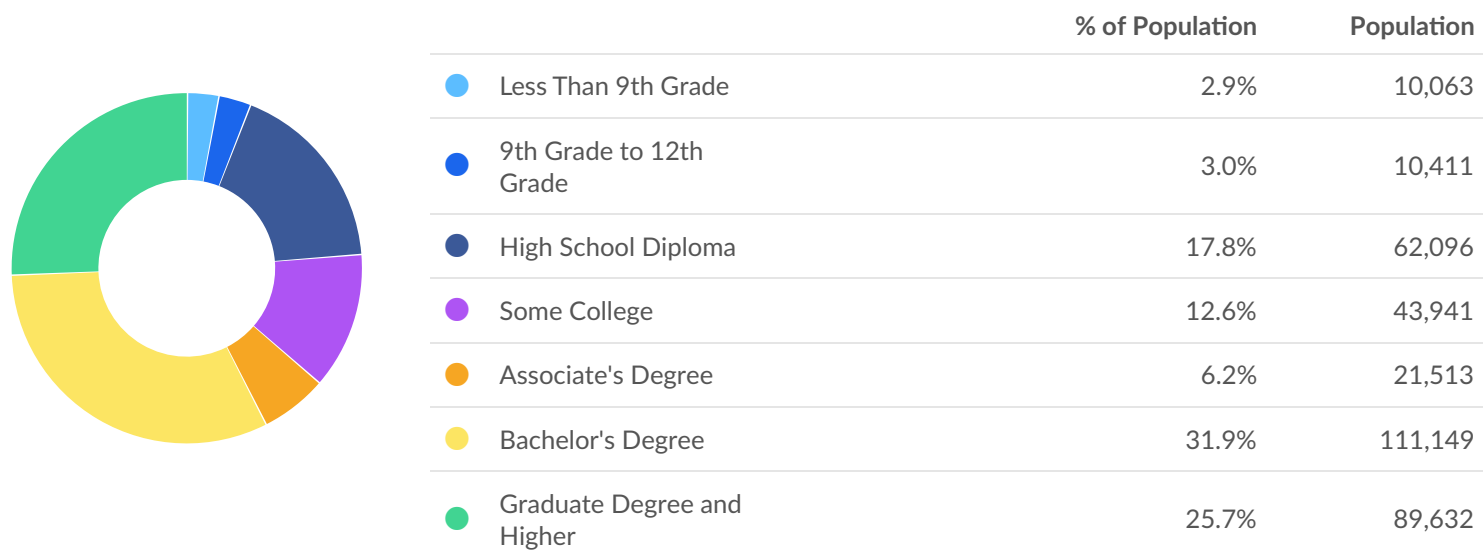 % of Population Population
Less Than 9th Grade 2.9% 10,063
9th Grade to 12th
Grade 3.0% 10,411
High School Diploma 17.8% 62,096
Some College 12.6% 43,941
Associate's Degree 6.2% 21,513
Bachelor's Degree 31.9% 111,149
Graduate Degree and
Higher 25.7% 89,632